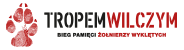 TROPEMWILCZYM
BIEG PAMIĘCI ŻOŁNIERZY WYKLĘTYCH